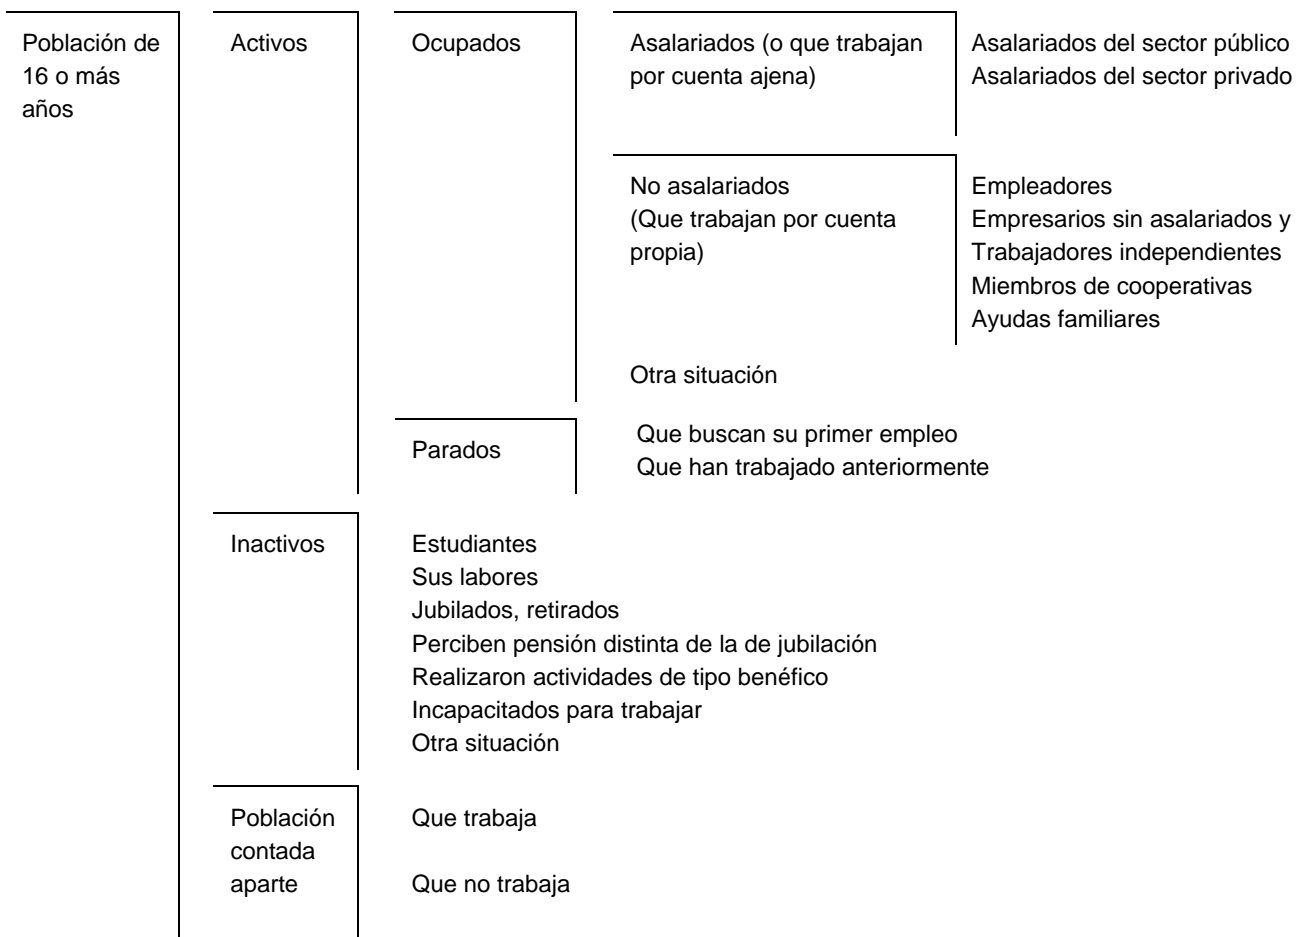 Población de
16 o más
años
Activos
Ocupados
Asalariados (o que trabajan
por cuenta ajena)
Asalariados del sector público
Asalariados del sector privado
No asalariados
(Que trabajan por cuenta
propia)
Empleadores
Empresarios sin asalariados y
Trabajadores independientes
Miembros de cooperativas
Ayudas familiares
Otra situación
Parados
Que buscan su primer empleo
Que han trabajado anteriormente
Inactivos
Estudiantes
Sus labores
Jubilados, retirados
Perciben pensión distinta de la de jubilación
Realizaron actividades de tipo benéfico
Incapacitados para trabajar
Otra situación
Población
contada
aparte
Que trabaja
Que no trabaja